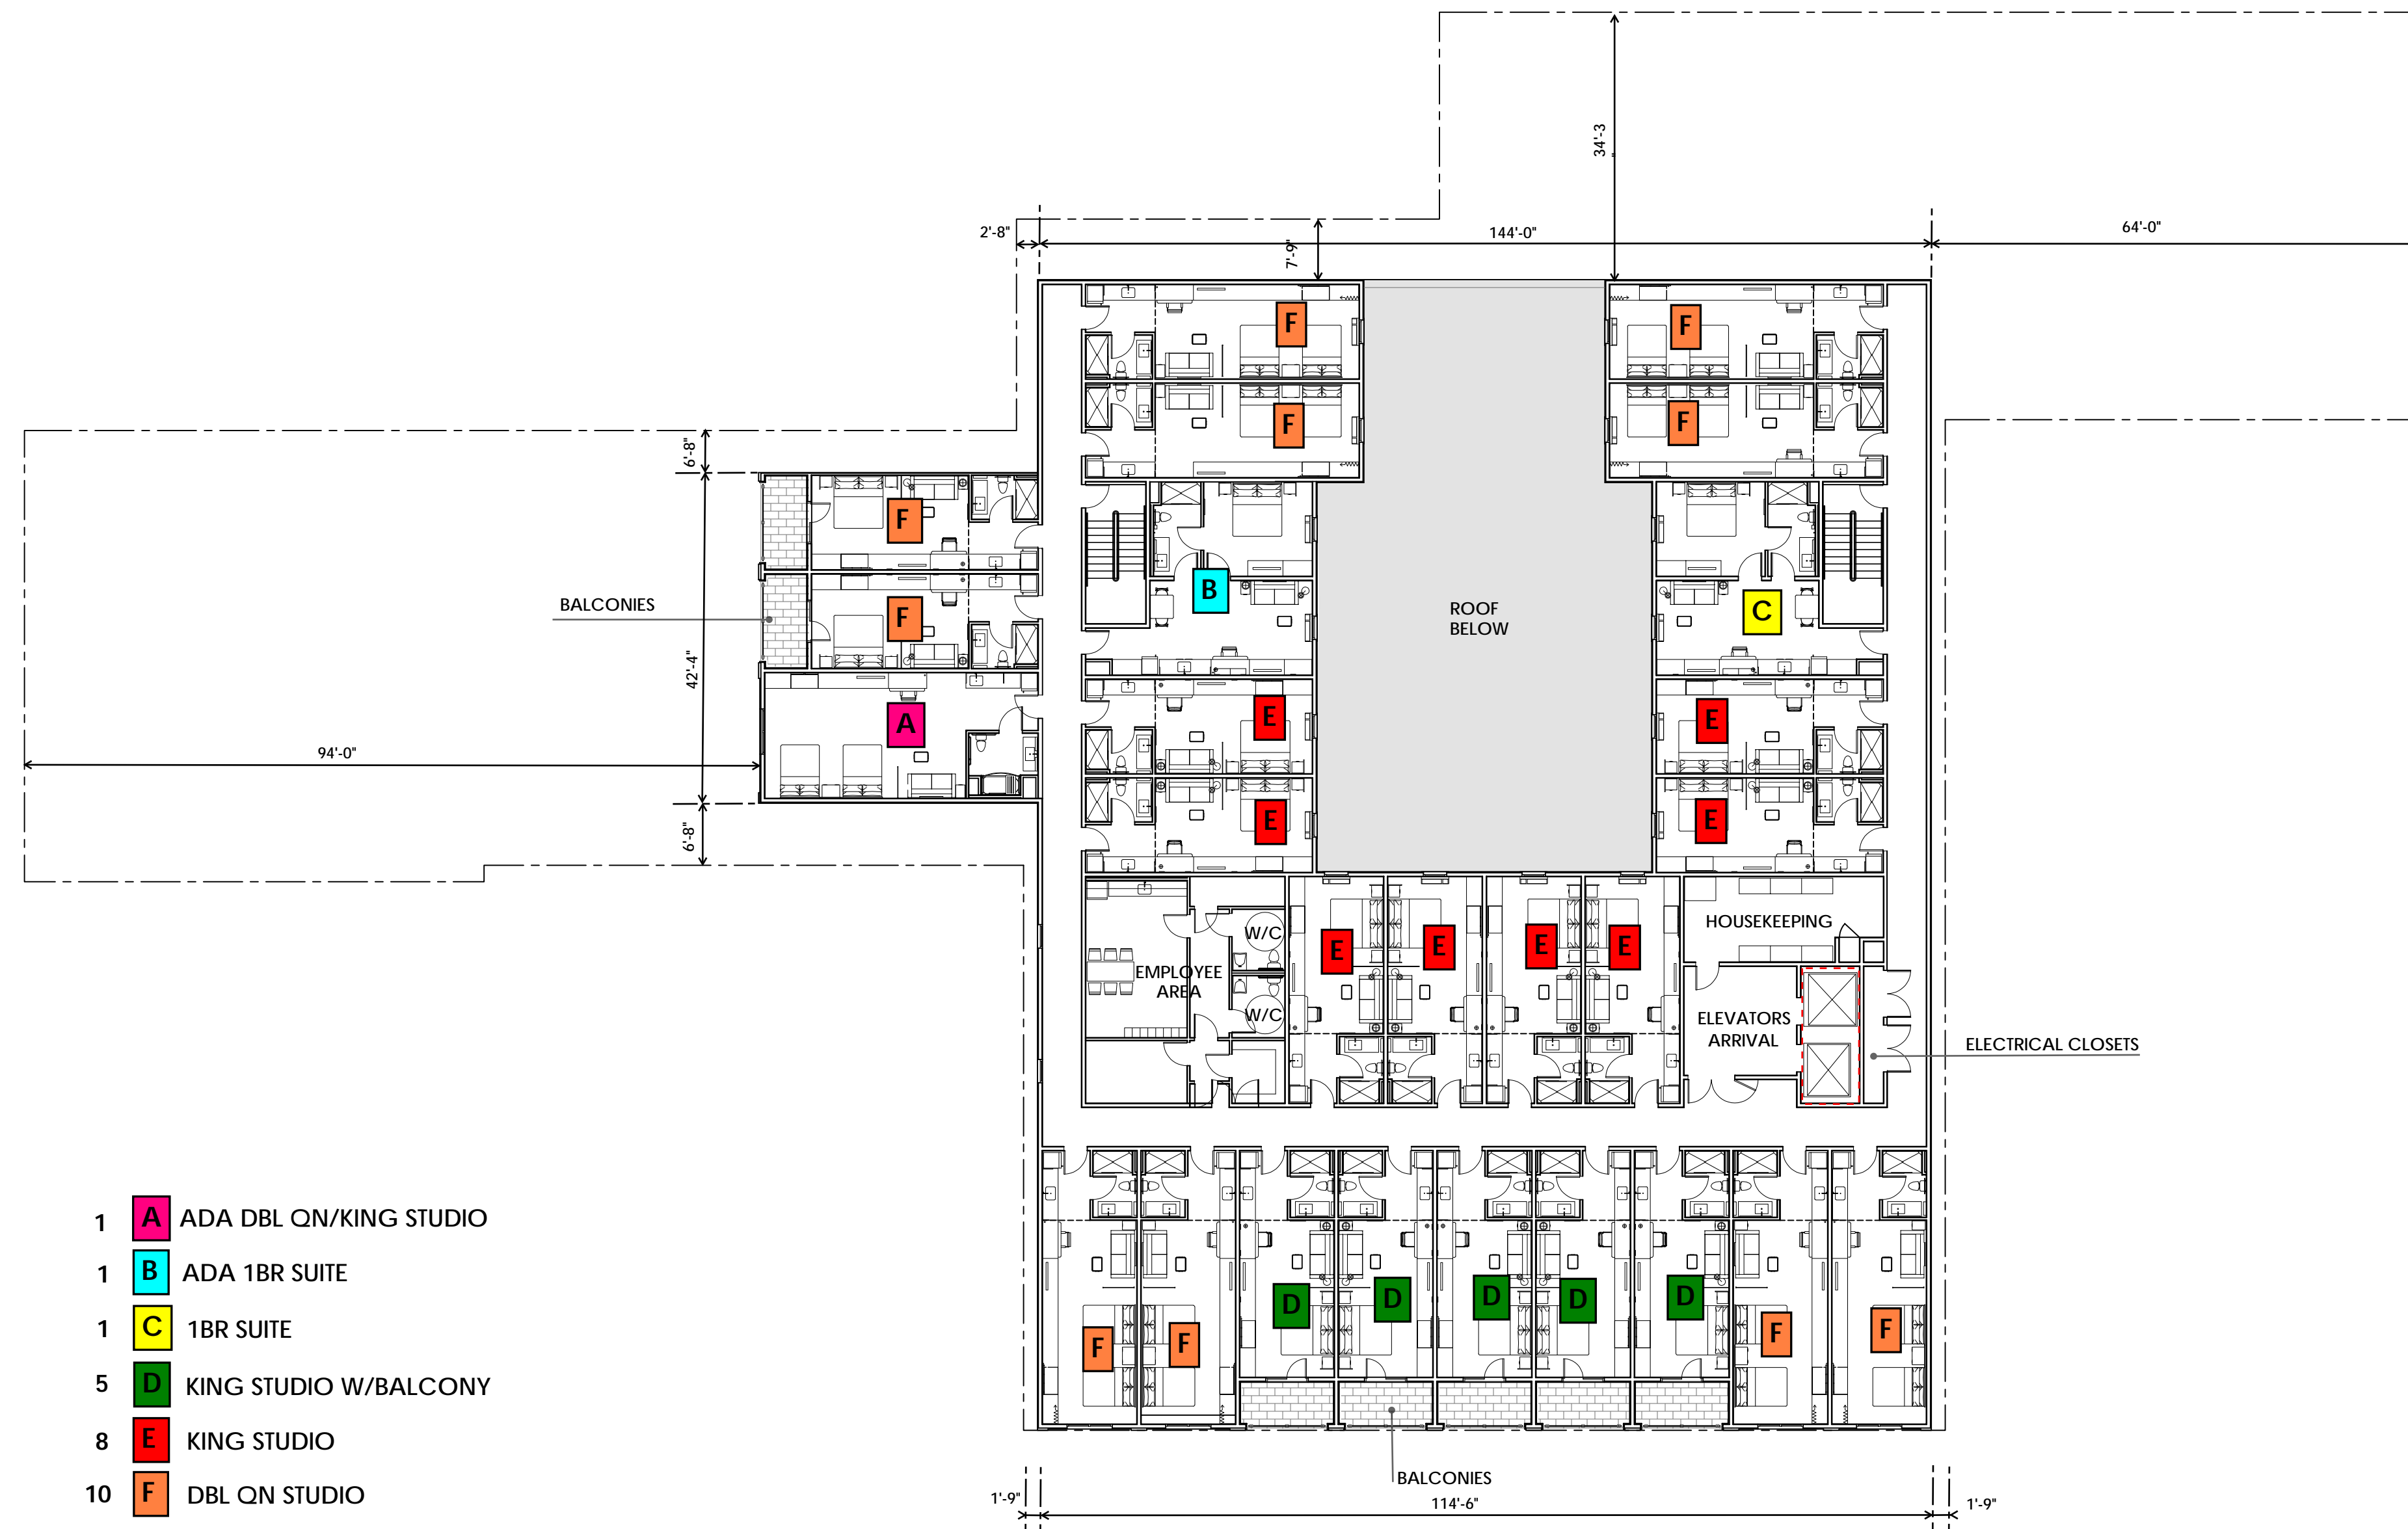 34'-3
"
2'-8"
144'-0"
64'-0"
7'-9"
F
F
F
F
6'-8"
F
F
BALCONIES
B
C
ROOF
BELOW
42'-4"
A
E
E
94'-0"
6'-8"
E
E
HOUSEKEEPING
W/C
E
E
E
E
EMPLOYEE
AREA
W/C
ELEVATORS
ARRIVAL
ELECTRICAL CLOSETS
D
D
D
D
D
F
F
F
F
1 A ADA DBL QN/KING STUDIO
1 B ADA 1BR SUITE
1 C 1BR SUITE
5 D KING STUDIO W/BALCONY
8 E KING STUDIO
10 F DBL QN STUDIO
BALCONIES
1'-9"
114'-6"
1'-9"